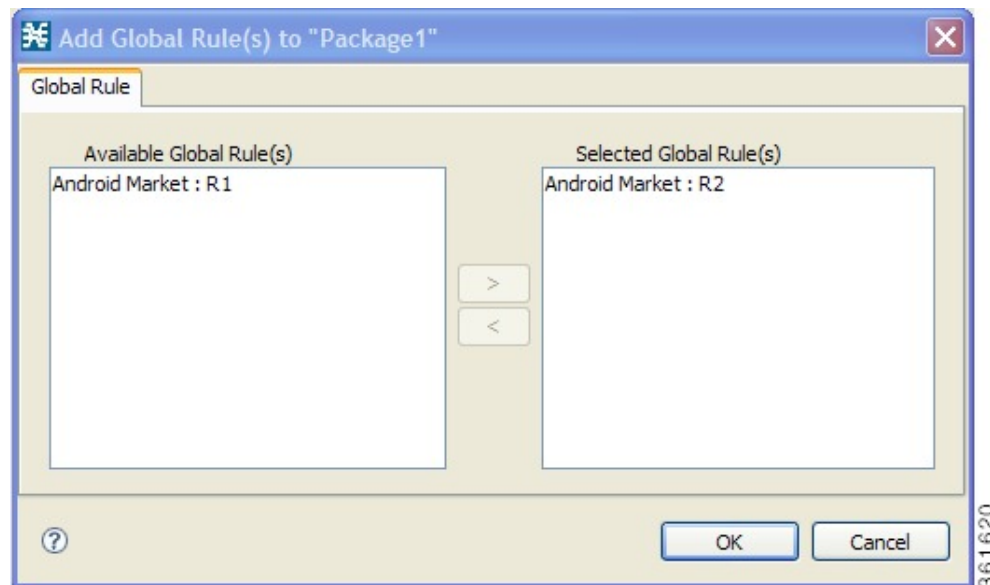 Add Global Rule(s) to "Package1"
Global Rule
Available Global Rule(s)
Selected Global Rule(s)
Android Market : R1
Android Market : R2
>
<
?
OK
Cancel
361620